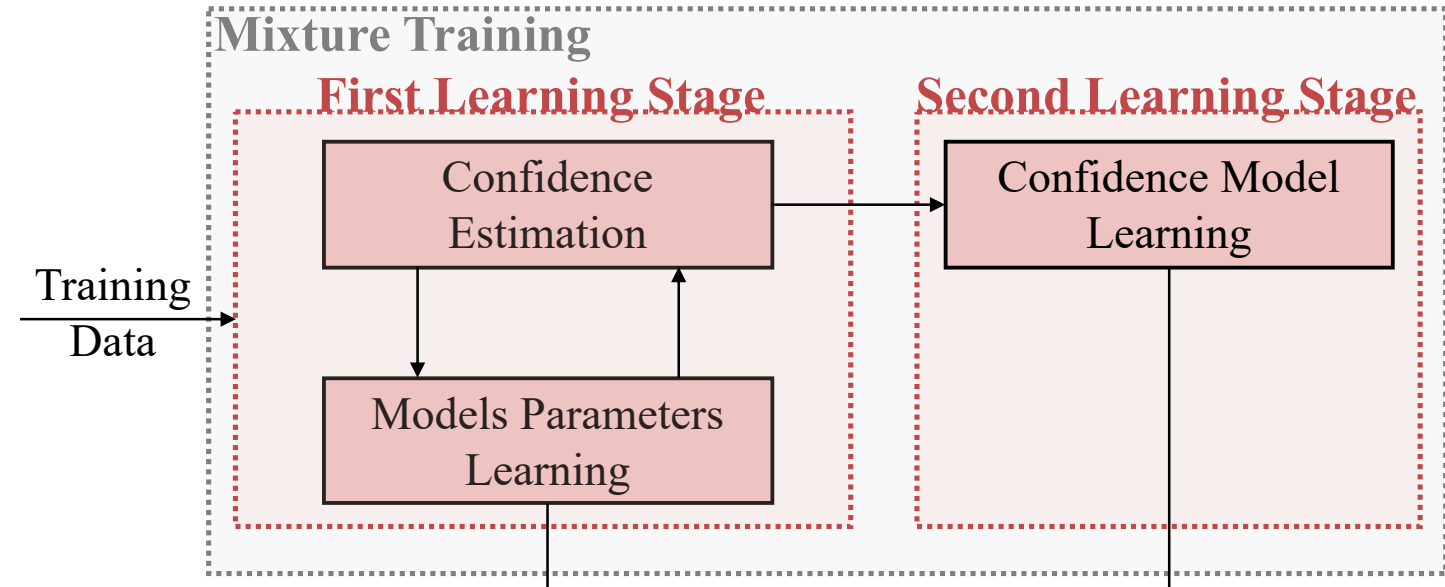 Mixture Training
First Learning Stage
Second Learning Stage
Confidence
Estimation
Confidence Model
Learning
Training
Data
Models Parameters
Learning